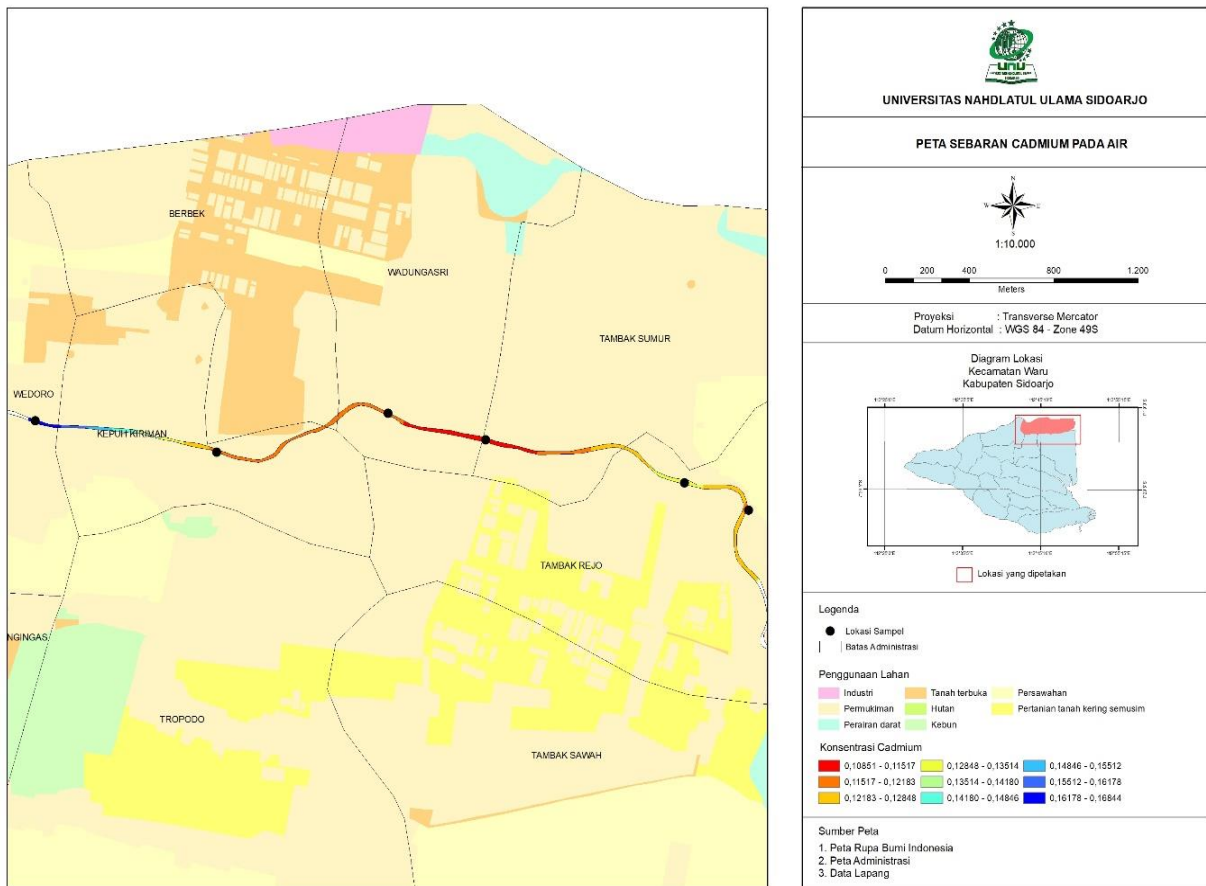 BERBEK
WADUNGASRI
TAMBAK SUMUR
WEDORO
KEPUH KIRIMAN
TAMBAK REJO
NGINGAS
TROPODO
TAMBAK SAWAH
UNU
UNIVERSITAS NAHDLATUL ULAMA SIDOARJO
PETA SEBARAN CADMIUM PADA AIR
N
W E
S
1:10.000
0 200 400 800 1.200
Meters
Proyeksi : Transverse Mercator
Datum Horizontal : WGS 84 - Zone 49S
Diagram Lokasi
Kecamatan Waru
Kabupaten Sidoarjo
Lokasi yang dipetakan
Legenda
Lokasi Sampel
Batas Administrasi
Penggunaan Lahan
Industri Tanah terbuka Persawahan
Permukiman Hutan Pertanian tanah kering semusim
Perairan darat Kebun
Konsentrasi Cadmium
0,10851 - 0,11517 0,12848 - 0,13514 0,14846 - 0,15512
0,11517 - 0,12183 0,13514 - 0,14180 0,15512 - 0,16178
0,12183 - 0,12848 0,14180 - 0,14846 0,16178 - 0,16844
Sumber Peta
1. Peta Rupa Bumi Indonesia
2. Peta Administrasi
3. Data Lapang